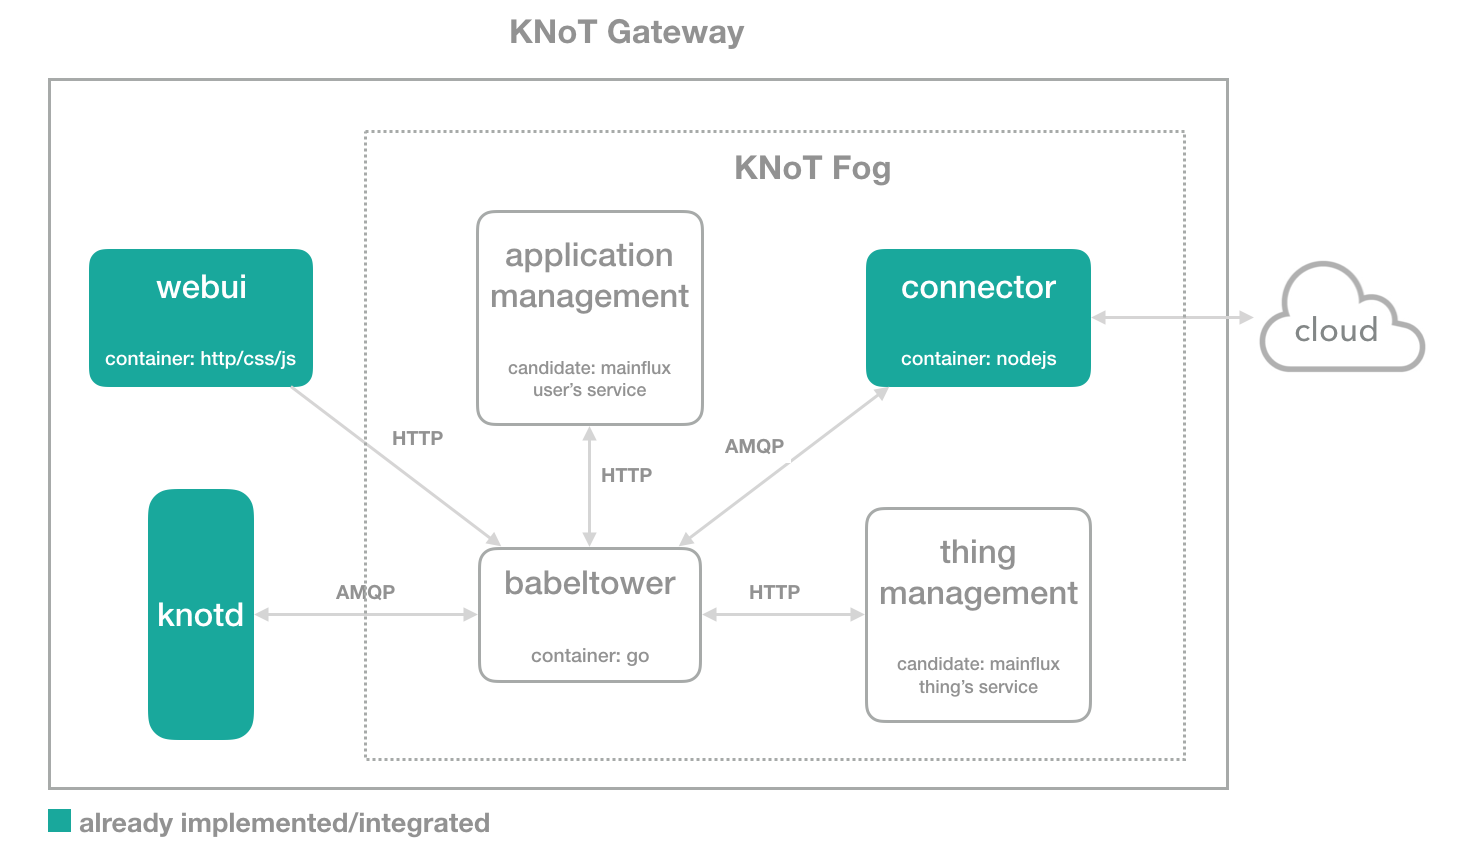 KNoT Gateway
KNoT Fog
webui
container: http/css/js
application
management
candidate: mainflux
user's service
connector
container: nodejs
cloud
HTTP
HTTP
AMQP
knotd
AMQP
babeltower
container: go
HTTP
thing
management
candidate: mainflux
thing's service
already implemented/integrated